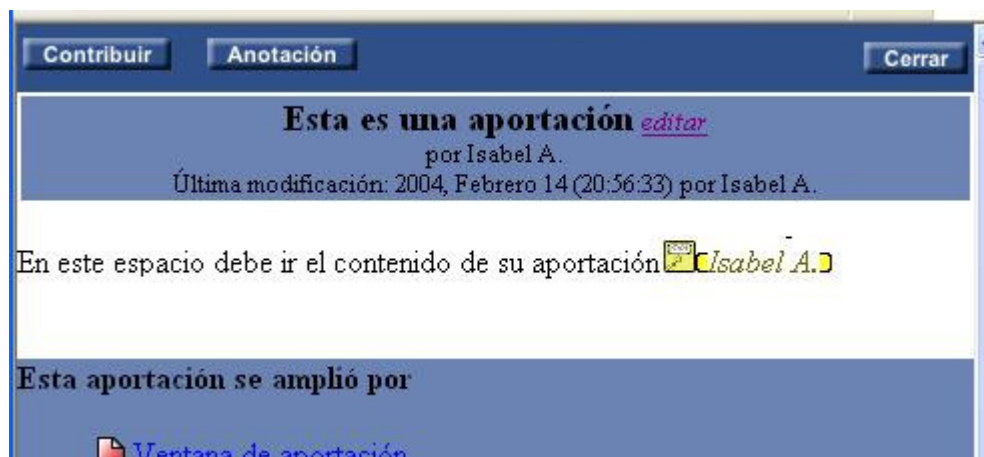 Contribuir Anotación Cerrar
Esta es una aportación editar
por Isabel A.
Última modificación: 2004, Febrero 14 (20:56:33) por Isabel A.
En este espacio debe ir el contenido de su aportación Isabel A.
Esta aportación se amplió por
Ventana de aportación